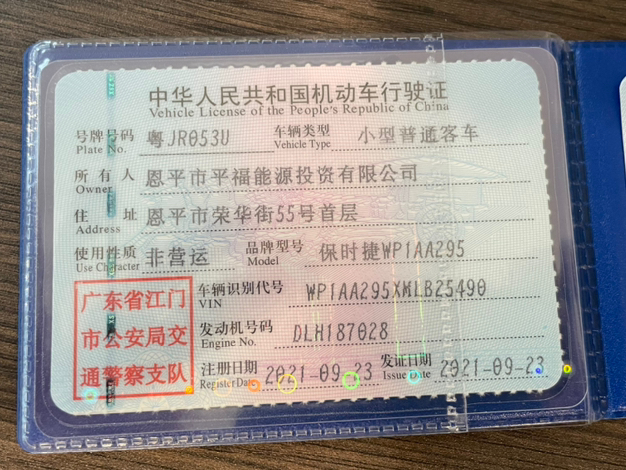 中华人民共和国机动车行驶证
Vehicle License of the People's Republic of China
号牌号码 粤JR053U 车辆类型 小型普通客车
Plate No. Vehicle Type
所有人 恩平市平福能源投资有限公司
Owner
住址 恩平市荣华街55号首层
Address
使用性质 非营运 品牌型号 保时捷WP1AA295
Use Character Model
车辆识别代号 WP1AA295XMLB25490
VIN
发动机号码 DLH187028
Engine No.
注册日期 2021-09-23 发证日期 2021-09-23
Register Date Issue Date
广东省江门
市公安局交
通警察支队